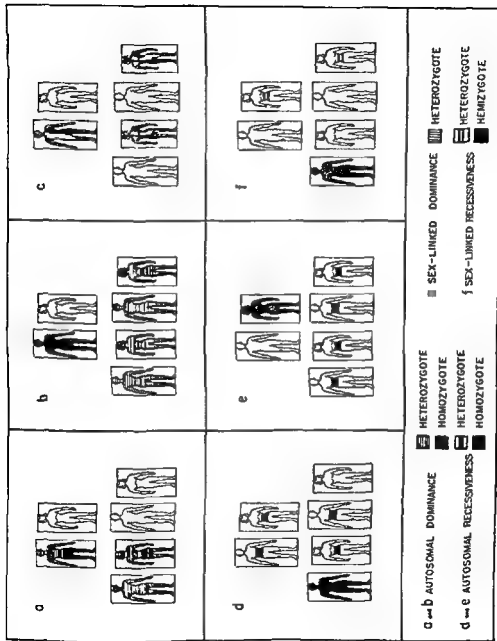 a
b
c
d
e
f
a–b AUTOSOMAL DOMINANCE HETEROZYGOTE
HOMOZYGOTE
d–e AUTOSOMAL RECESSIVENESS HETEROZYGOTE
HOMOZYGOTE
SEX-LINKED DOMINANCE HETEROZYGOTE
f SEX-LINKED RECESSIVENESS HETEROZYGOTE
HEMIZYGOTE